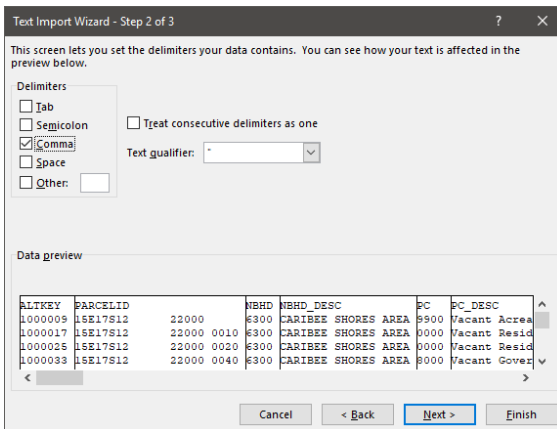 Text Import Wizard - Step 2 of 3 ? ×
This screen lets you set the delimiters your data contains. You can see how your text is affected in the
preview below.
Delimiters
Tab
Semicolon
Comma
Space
Other:
Treat consecutive delimiters as one
Text qualifier: "
Data preview
ALTKEY PARCELID NBHD NBHD_DESC PC PC_DESC
1000009 15E17S12 22000 6300 CARIBEE SHORES AREA 9900 Vacant Acrea
1000017 15E17S12 22000 0010 6300 CARIBEE SHORES AREA 0000 Vacant Resid
1000025 15E17S12 22000 0020 6300 CARIBEE SHORES AREA 0000 Vacant Resid
1000033 15E17S12 22000 0040 6300 CARIBEE SHORES AREA 8000 Vacant Gover
Cancel < Back Next > Finish